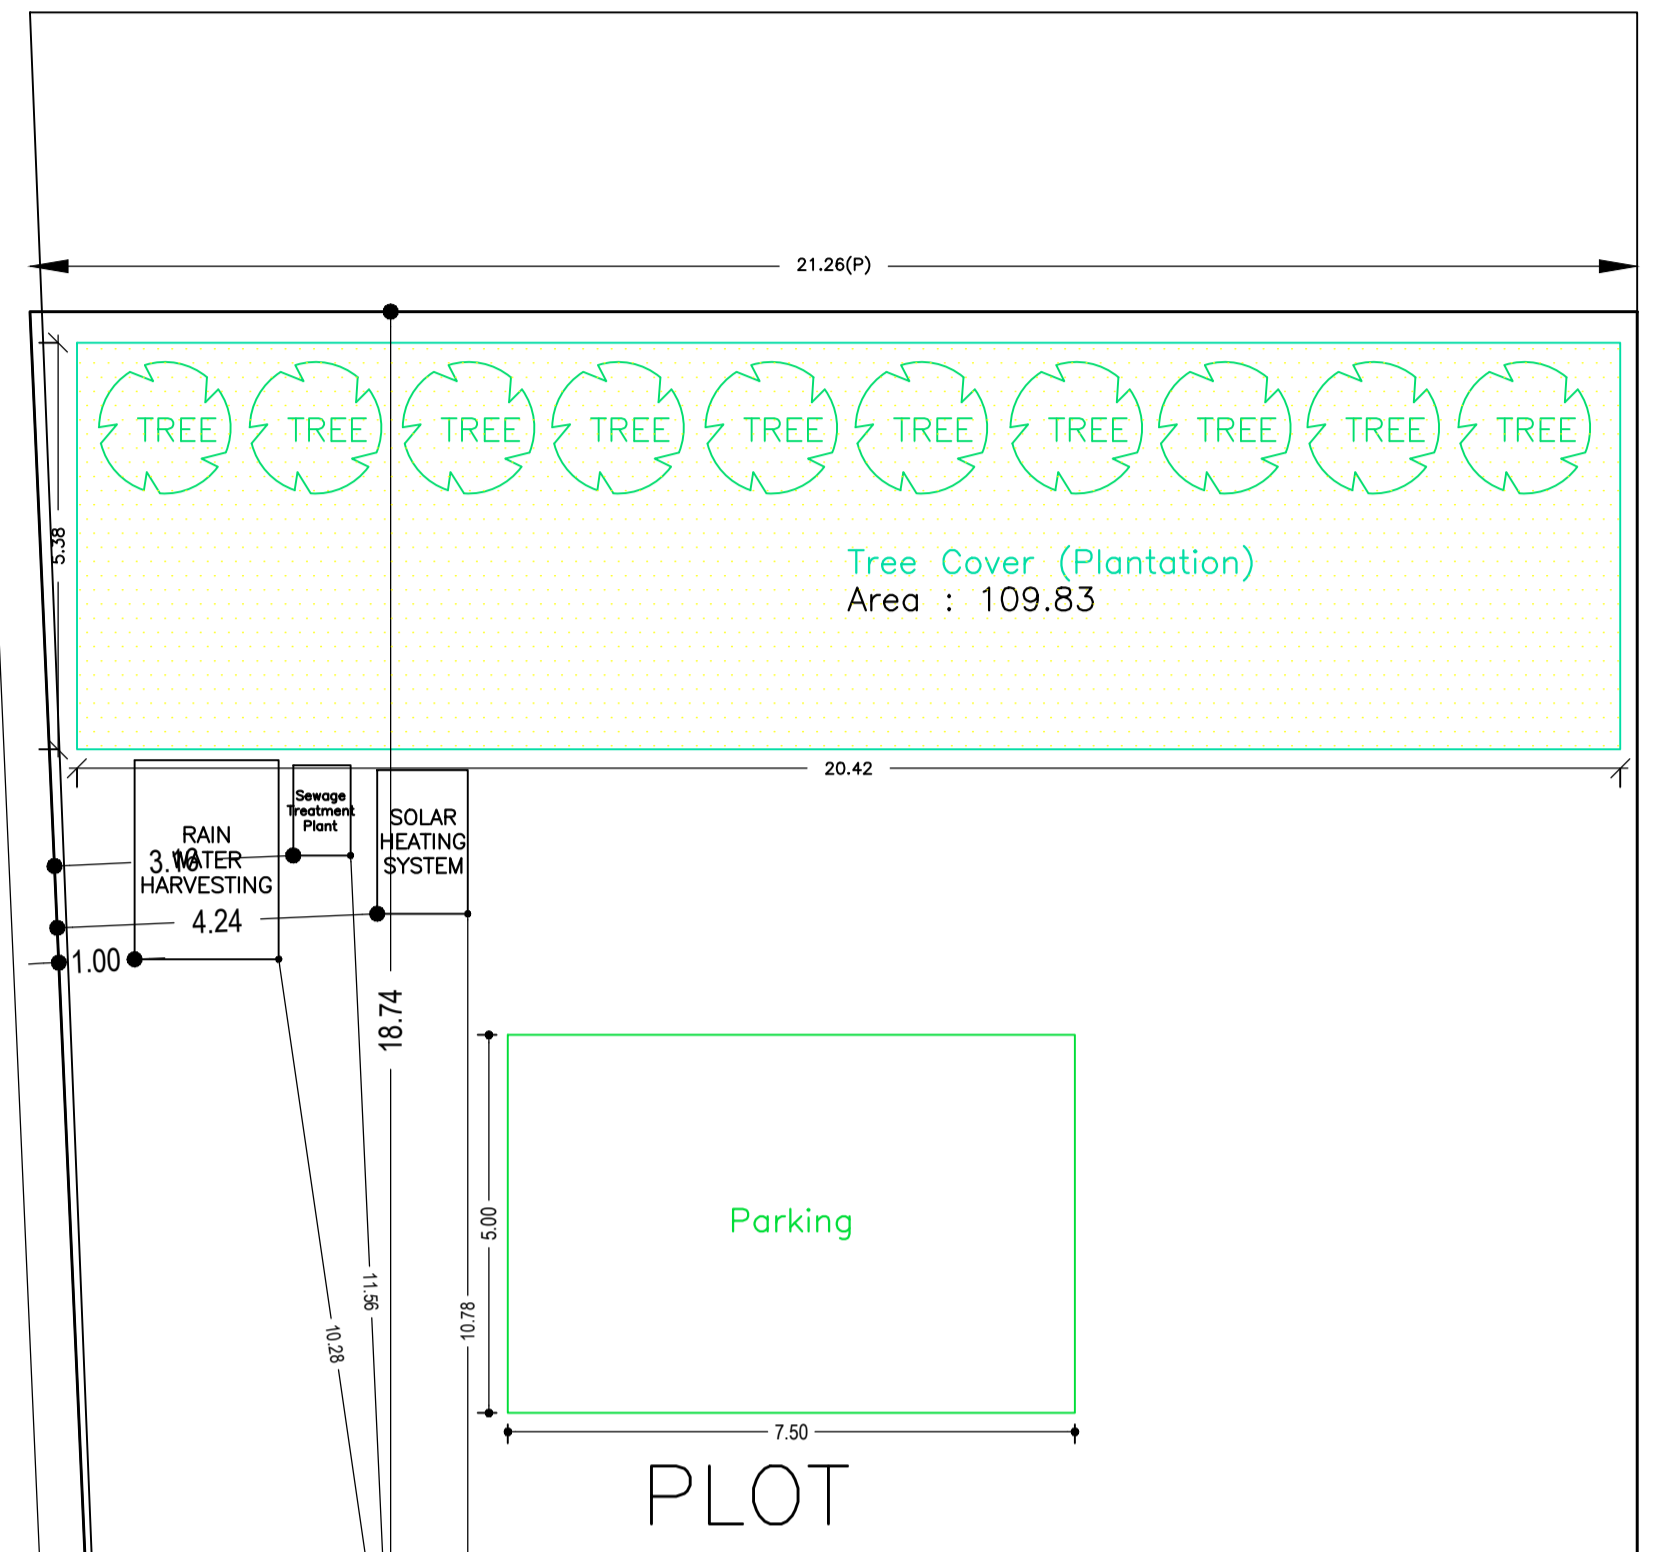 21.26(P)
TREE TREE TREE TREE TREE TREE TREE TREE TREE TREE
5.38
Tree Cover (Plantation)
Area : 109.83
20.42
Sewage
Treatment
Plant
SOLAR
HEATING
SYSTEM
RAIN
WATER
HARVESTING
3.16
4.24
1.00
18.74
5.00
Parking
11.56
10.28
10.78
7.50
PLOT